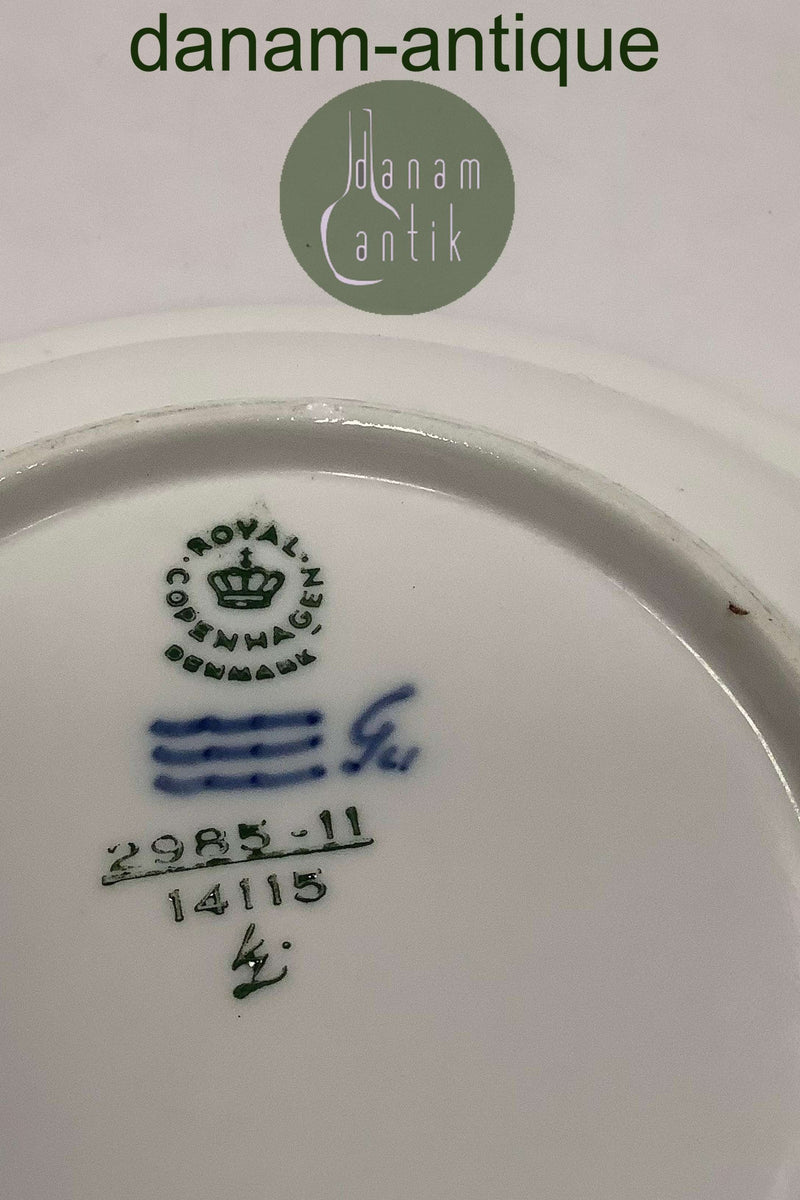 danam-antique
danam
antik
ROYAL
COPENHAGEN
DENMARK
2985-11
14115